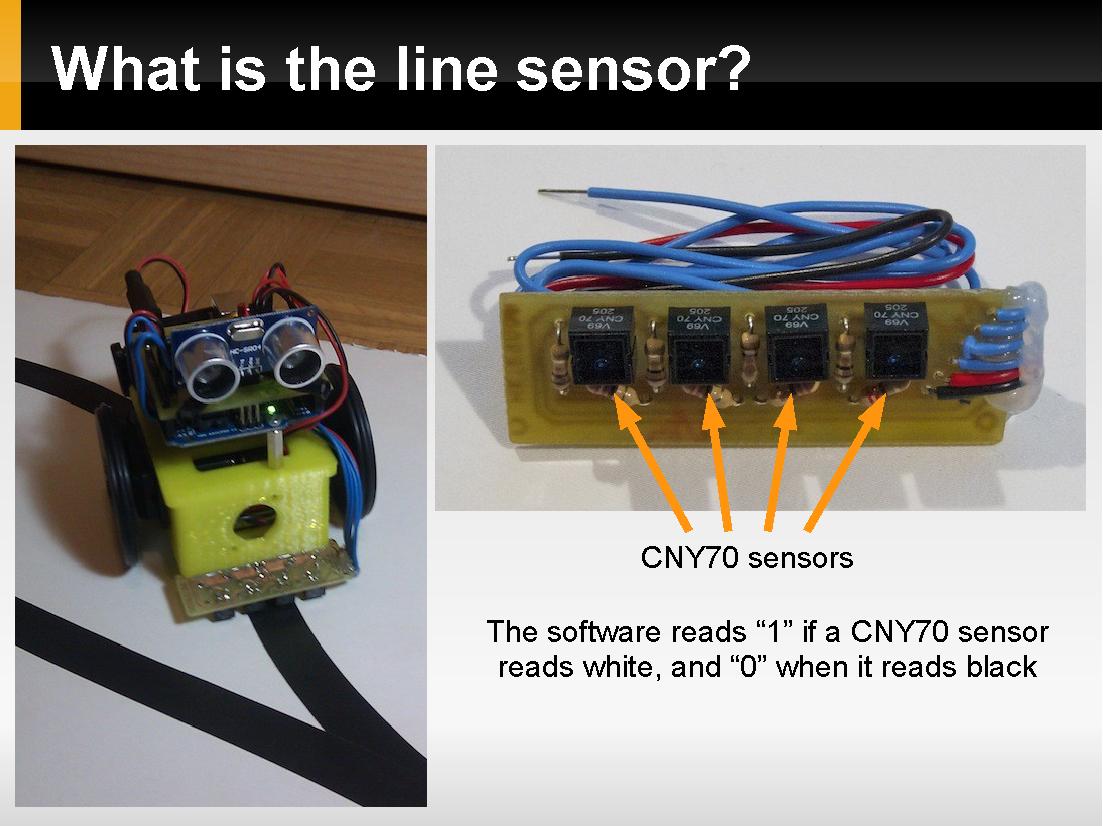 What is the line sensor?
HC-SR04
CNY 70
V69
205
CNY 70
V69
205
CNY 70
V69
205
CNY 70
V69
205
CNY70 sensors
The software reads “1” if a CNY70 sensor
reads white, and “0” when it reads black